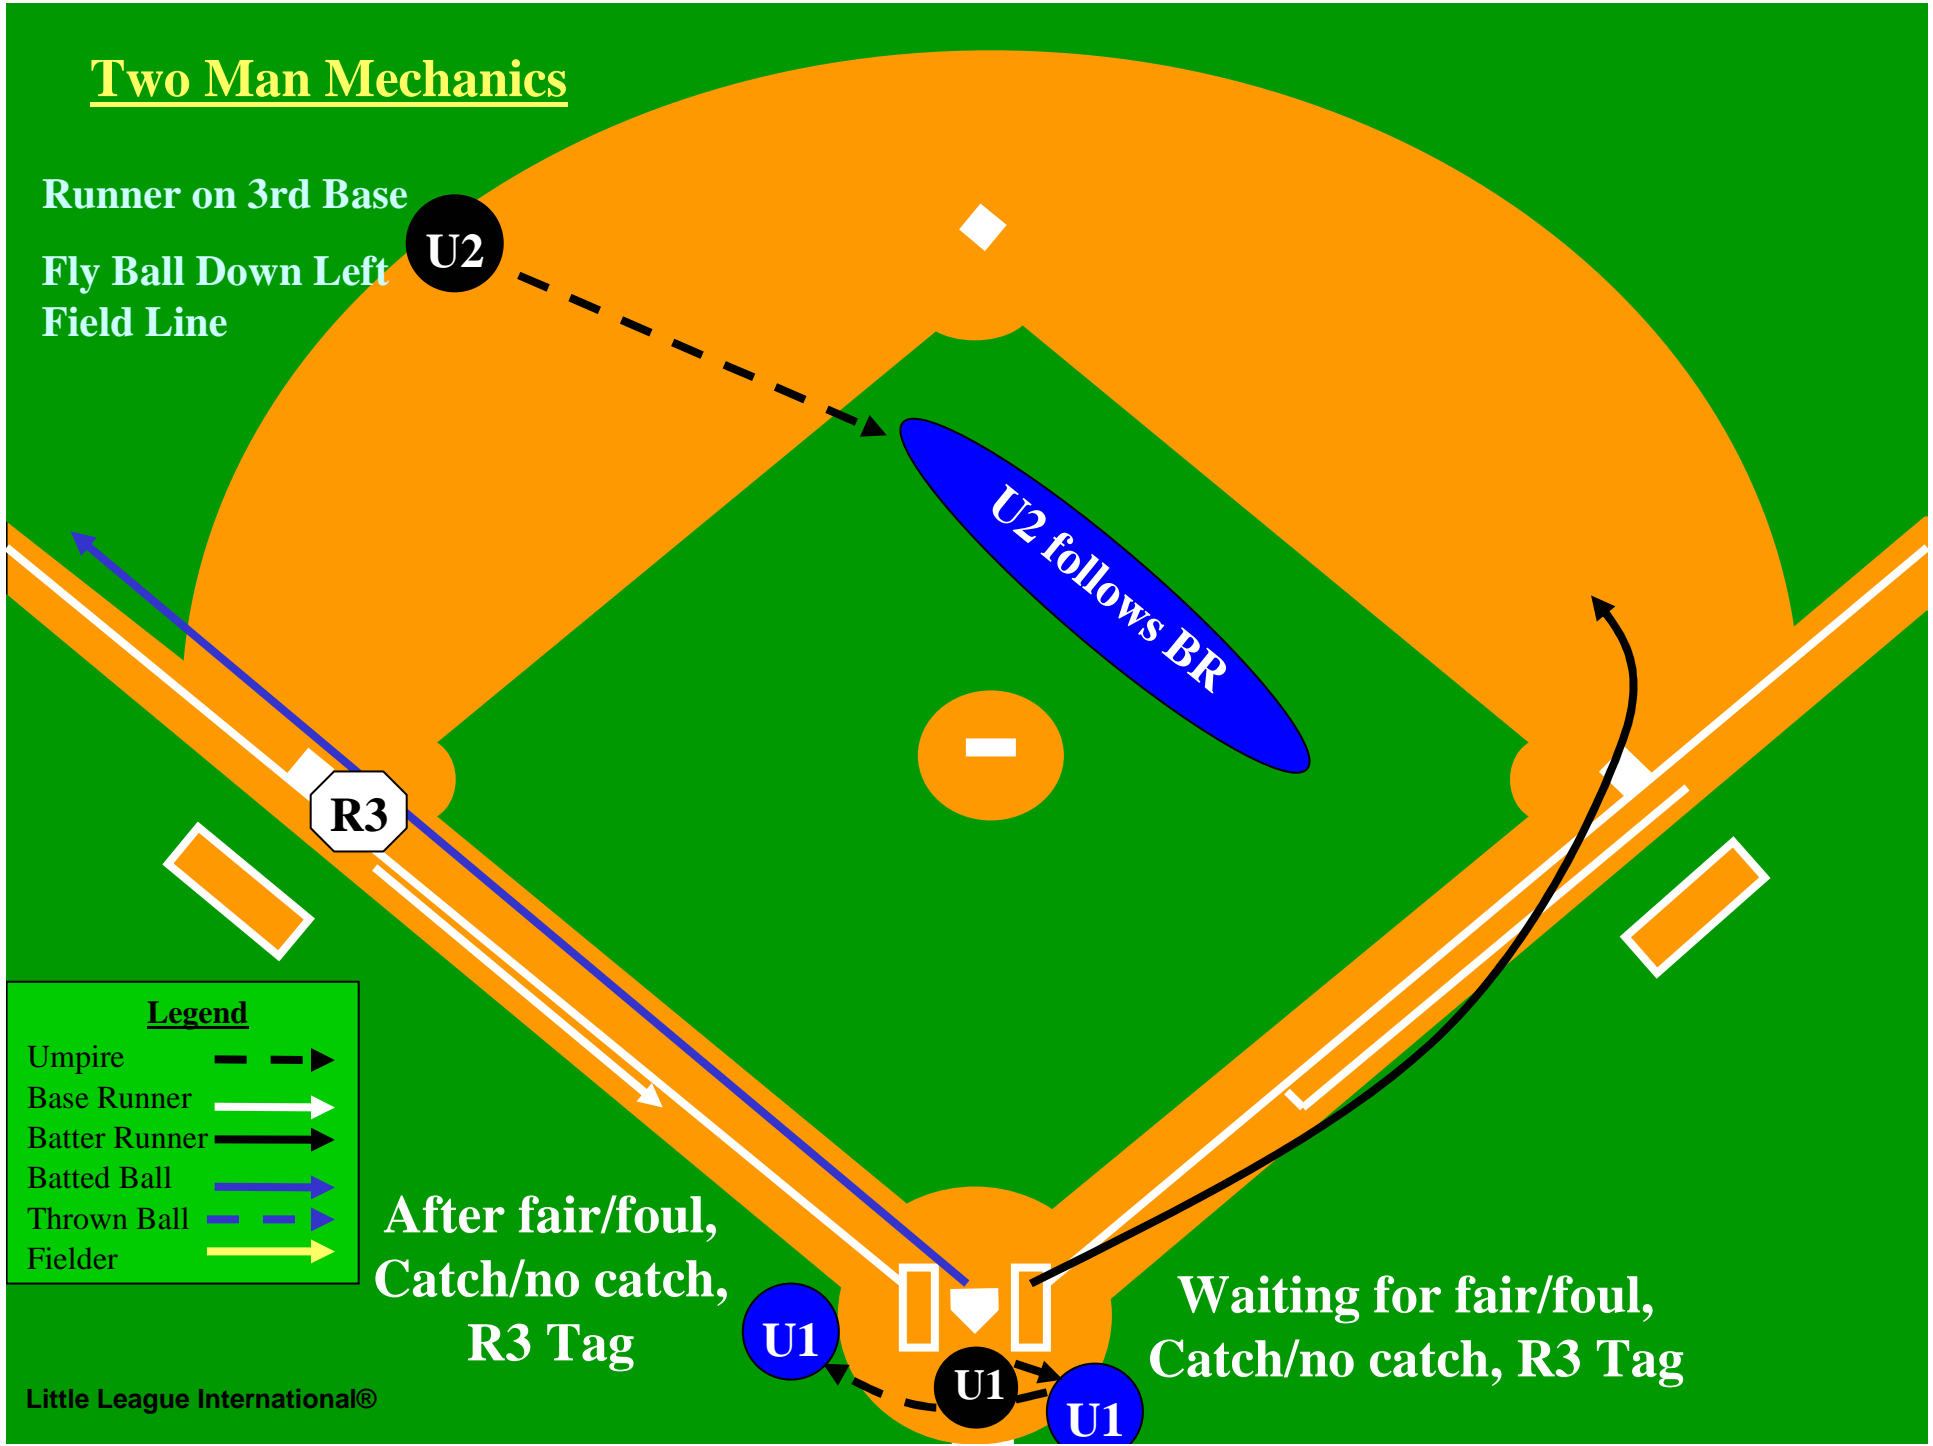 Two Man Mechanics
Runner on 3rd Base
U2
Fly Ball Down Left
Field Line
U2 follows BR
R3
Legend
Umpire
Base Runner
Batter Runner
Batted Ball
Thrown Ball
Fielder
After fair/foul,
Catch/no catch,
R3 Tag
U1
U1
U1
Waiting for fair/foul,
Catch/no catch, R3 Tag
Little League International®